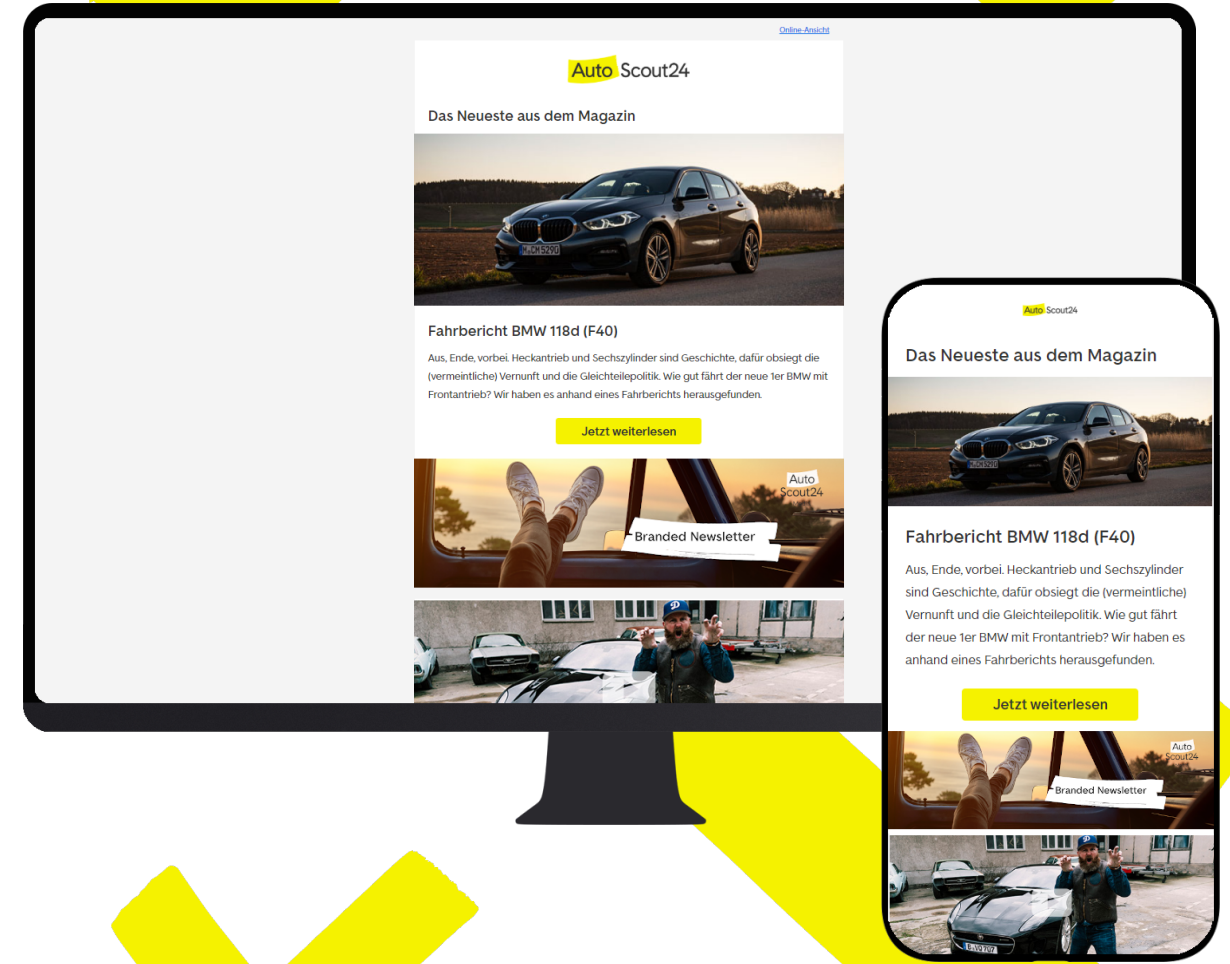 Online-Ansicht
Auto Scout24
Das Neueste aus dem Magazin
M·CM 5290
Fahrbericht BMW 118d (F40)
Aus, Ende, vorbei. Heckantrieb und Sechszylinder sind Geschichte, dafür obsiegt die
(vermeintliche) Vernunft und die Gleichteilepolitik. Wie gut fährt der neue 1er BMW mit
Frontantrieb? Wir haben es anhand eines Fahrberichts herausgefunden.
Jetzt weiterlesen
Auto
Scout24
Branded Newsletter
Auto Scout24
Das Neueste aus dem Magazin
Fahrbericht BMW 118d (F40)
Aus, Ende, vorbei. Heckantrieb und Sechszylinder
sind Geschichte, dafür obsiegt die (vermeintliche)
Vernunft und die Gleichteilepolitik. Wie gut fährt
der neue 1er BMW mit Frontantrieb? Wir haben es
anhand eines Fahrberichts herausgefunden.
Jetzt weiterlesen
Auto
Scout24
Branded Newsletter